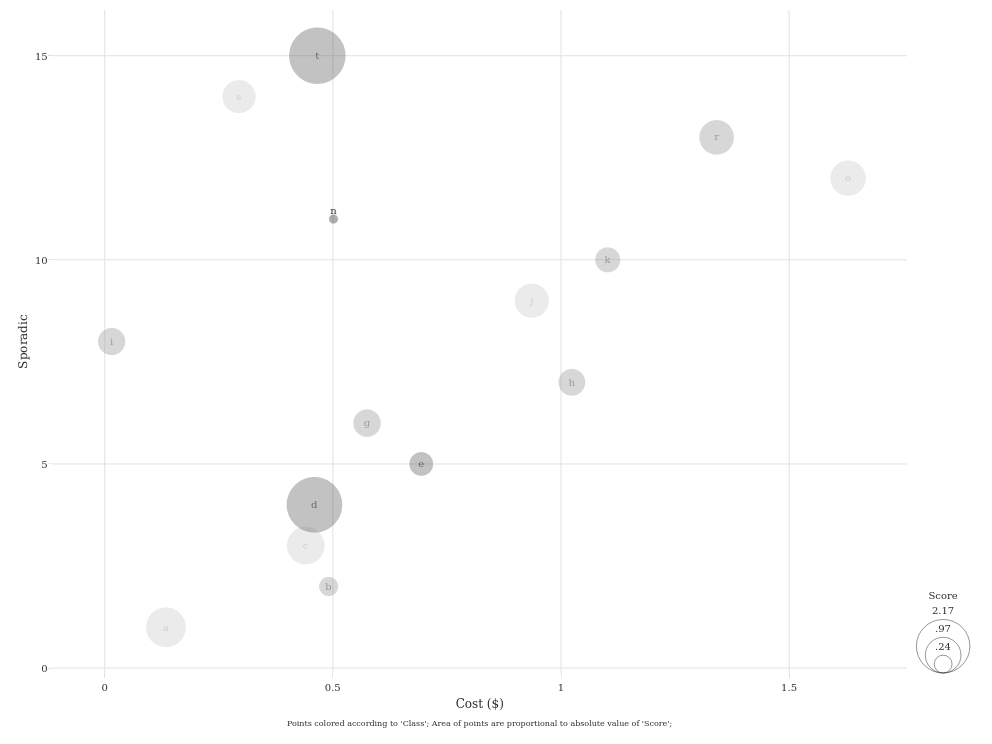 15
t
s
r
o
n
10
k
j
i
Sporadic
h
g
5
e
d
c
b
a
0
Score
2.17
.97
.24
0 0.5 1 1.5
Cost ($)
Points colored according to 'Class'; Area of points are proportional to absolute value of 'Score';